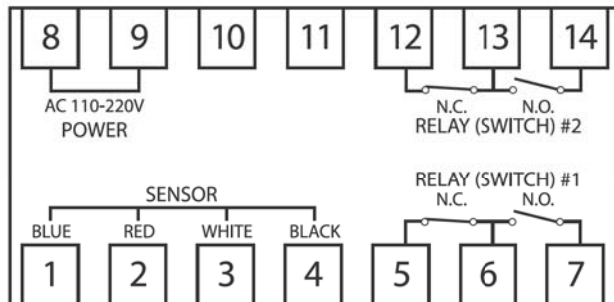 8 9 10 11 12 13 14
AC 110-220V
POWER
N.C. N.O.
RELAY (SWITCH) #2
RELAY (SWITCH) #1
N.C. N.O.
SENSOR
BLUE RED WHITE BLACK
1 2 3 4 5 6 7